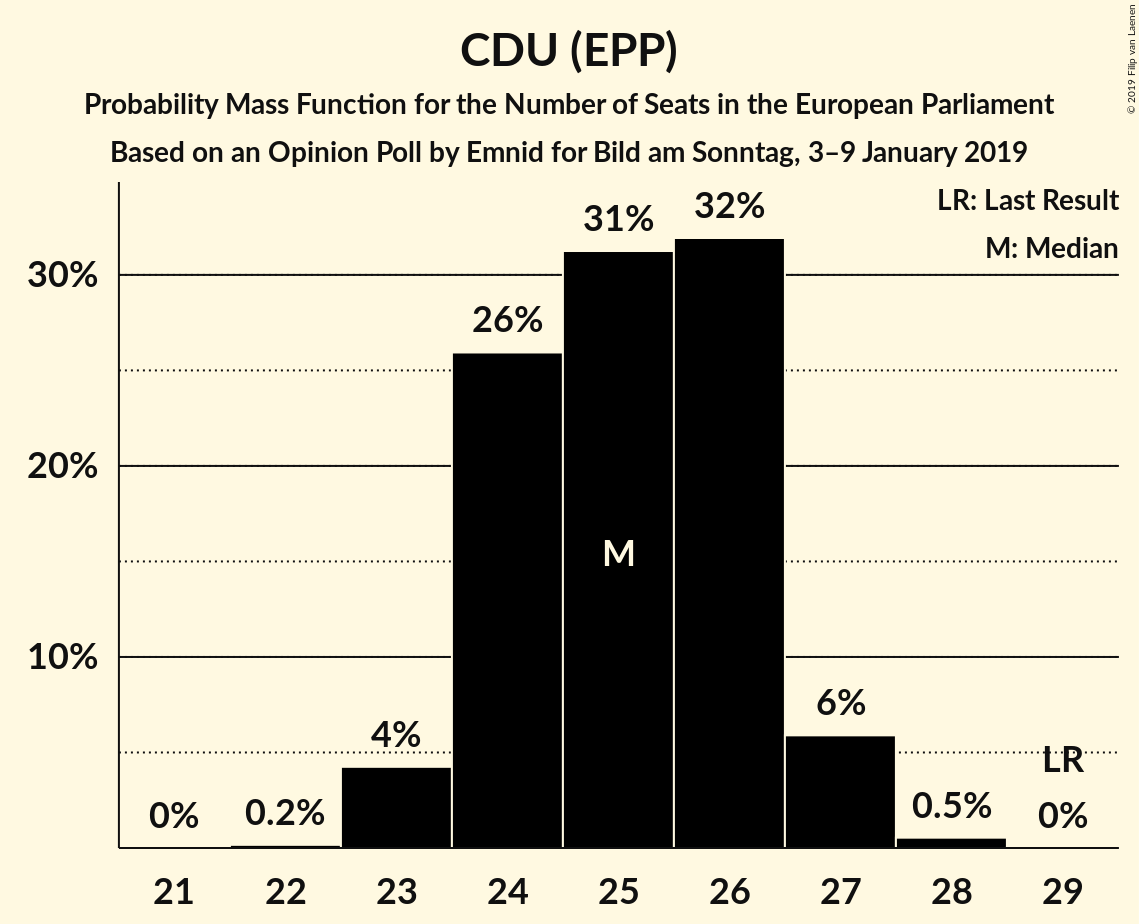 CDU (EPP)
Probability Mass Function for the Number of Seats in the European Parliament
Based on an Opinion Poll by Emnid for Bild am Sonntag, 3–9 January 2019
© 2019 Filip van Laenen
LR: Last Result
M: Median
30%
20%
10%
0%
0.2%
4%
26%
31%
32%
6%
0.5%
0%
M
LR
21 22 23 24 25 26 27 28 29